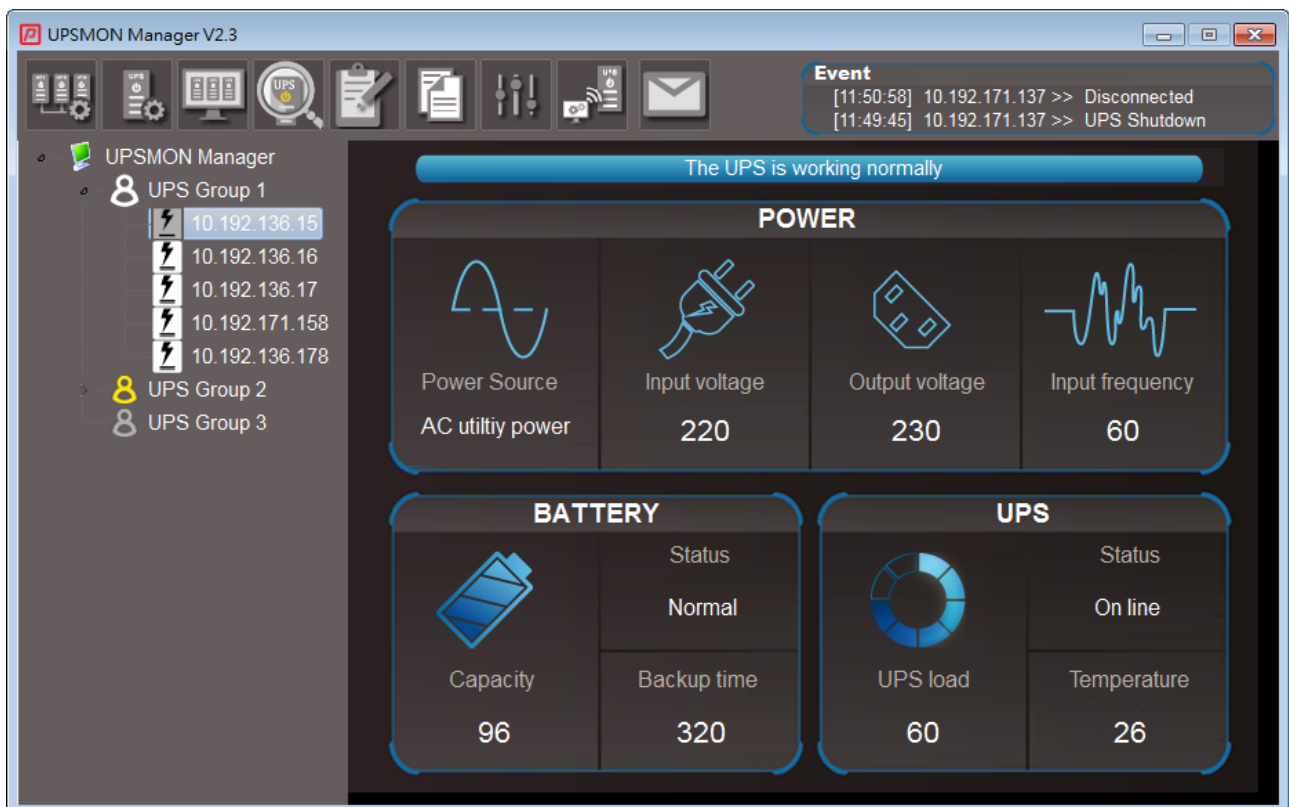 UPSMON Manager V2.3
UPS
Event
[11:50:58] 10.192.171.137 >> Disconnected
[11:49:45] 10.192.171.137 >> UPS Shutdown
UPSMON Manager
UPS Group 1
10.192.136.15
10.192.136.16
10.192.136.17
10.192.171.158
10.192.136.178
UPS Group 2
UPS Group 3
The UPS is working normally
POWER
Power Source
AC utiltiy power
Input voltage
220
Output voltage
230
Input frequency
60
BATTERY
Capacity
96
Status
Normal
Backup time
320
UPS
UPS load
60
Status
On line
Temperature
26